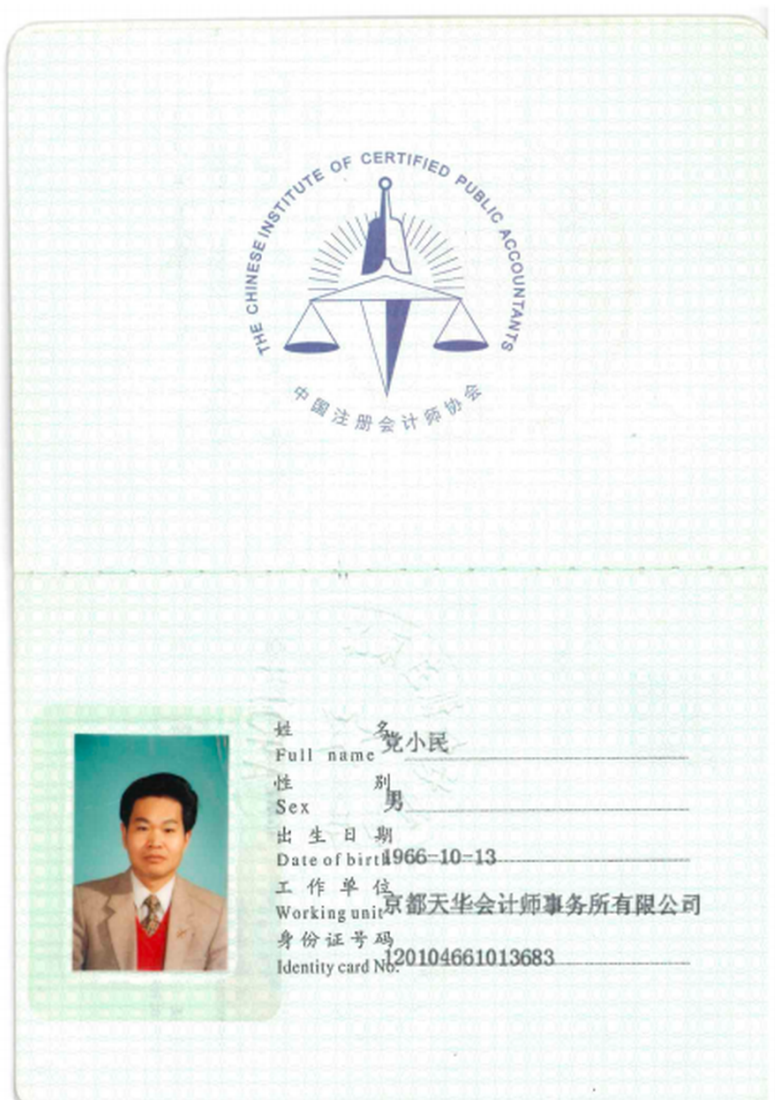 THE CHINESE INSTITUTE OF CERTIFIED PUBLIC ACCOUNTANTS
中国注册会计师协会
姓名 党小民
Full name
性别 男
Sex
出生日期
Date of birth 1966-10-13
工作单位 京都天华会计师事务所有限公司
Working unit
身份证号码
Identity card No. 120104661013683